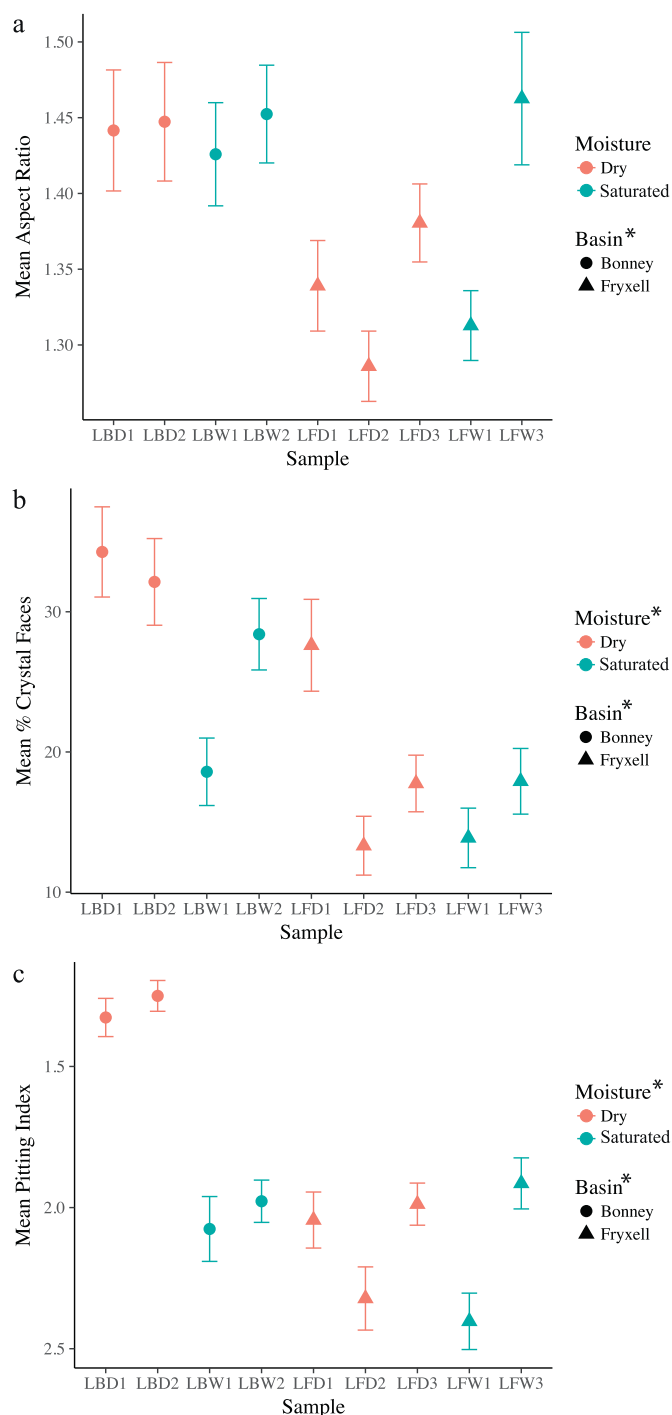 a
1.50
1.45
1.40
1.35
1.30
Mean Aspect Ratio
LBD1 LBD2 LBW1 LBW2 LFD1 LFD2 LFD3 LFW1 LFW3
Sample
Moisture
Dry
Saturated
Basin*
Bonney
Fryxell
b
30
20
10
Mean % Crystal Faces
LBD1 LBD2 LBW1 LBW2 LFD1 LFD2 LFD3 LFW1 LFW3
Sample
Moisture*
Dry
Saturated
Basin*
Bonney
Fryxell
c
1.5
2.0
2.5
Mean Pitting Index
LBD1 LBD2 LBW1 LBW2 LFD1 LFD2 LFD3 LFW1 LFW3
Sample
Moisture*
Dry
Saturated
Basin*
Bonney
Fryxell